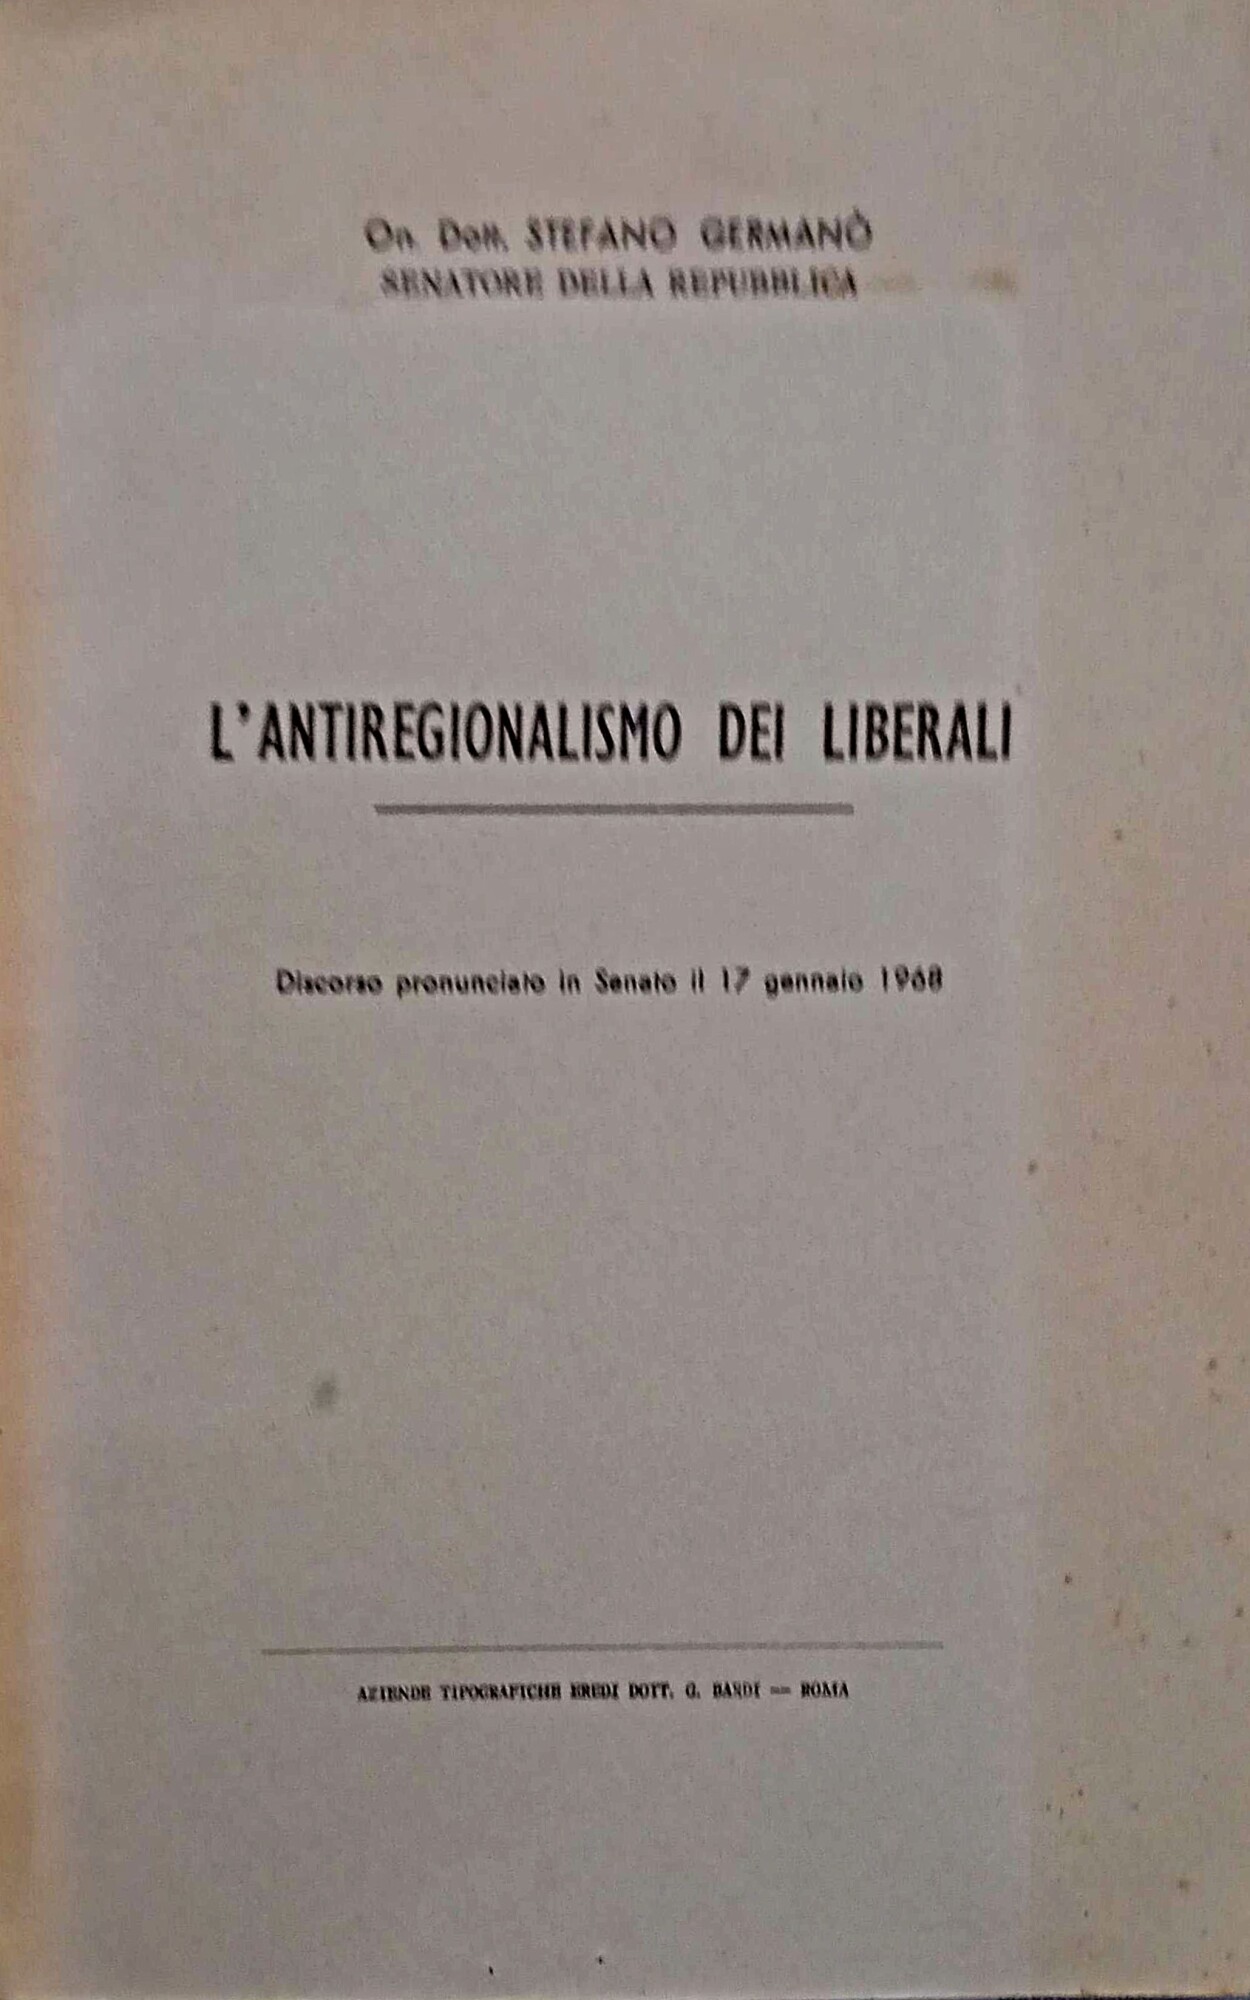 On. Dott. STEFANO GERMANÒ
SENATORE DELLA REPUBBLICA
L'ANTIREGIONALISMO DEI LIBERALI
Discorso pronunciato in Senato il 17 gennaio 1968
AZIENDE TIPOGRAFICHE EREDI DOTT. G. BARDI — ROMA